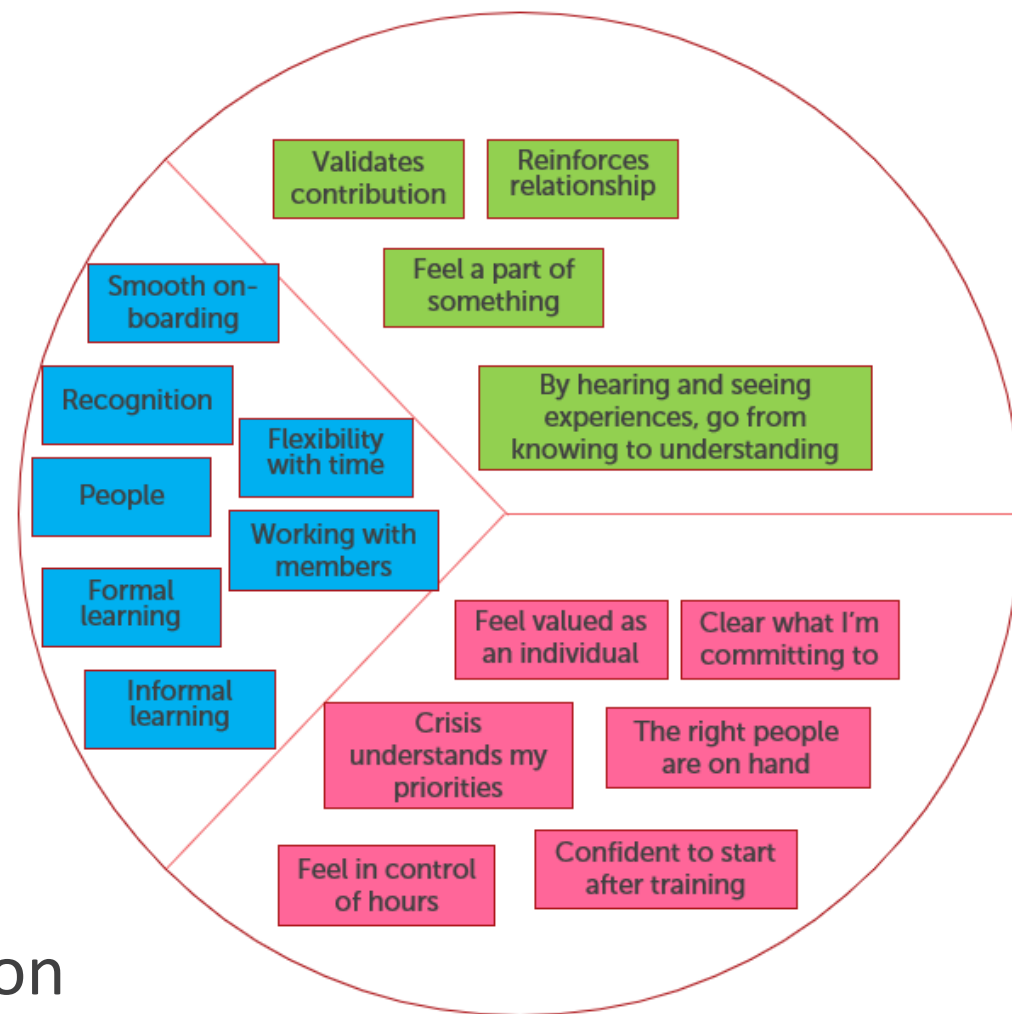 Validates
contribution
Reinforces
relationship
Feel a part of
something
By hearing and seeing
experiences, go from
knowing to understanding
Smooth on-
boarding
Recognition
Flexibility
with time
People
Working with
members
Formal
learning
Informal
learning
Feel valued as
an individual
Clear what I’m
committing to
Crisis
understands my
priorities
The right people
are on hand
Feel in control
of hours
Confident to start
after training
on